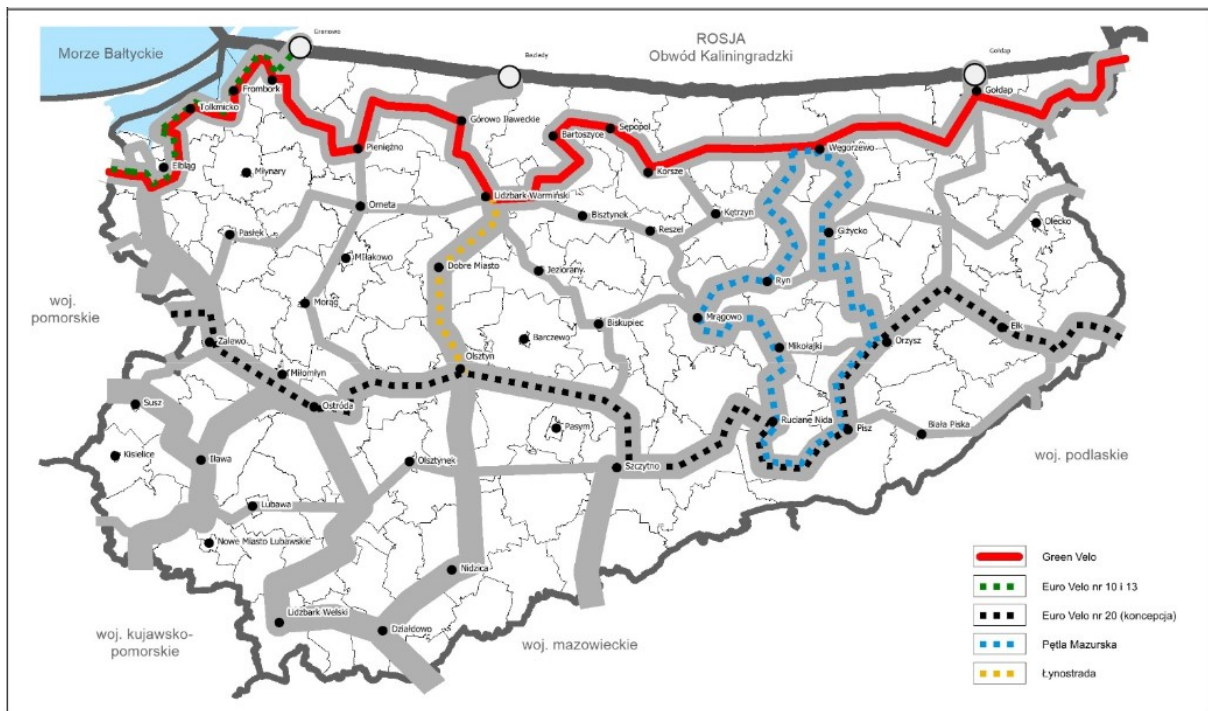 Morze Bałtyckie
Gronowo
ROSJA
Obwód Kaliningradzki
Bezledy
Gołdap
Frombork
Tolkmicko
Elbląg
Młynary
Pieniężno
Górowo Iławeckie
Bartoszyce
Sępopol
Korsze
Węgorzewo
Gołdap
Lidzbark Warmiński
Orneta
Pasłęk
Bisztynek
Reszel
Kętrzyn
Giżycko
Olecko
Miłakowo
Dobre Miasto
Jeziorany
Ryn
woj.
pomorskie
Morąg
Mrągowo
Biskupiec
Barczewo
Mikołajki
Orzysz
Ełk
Zalewo
Miłomłyn
Olsztyn
Ostróda
Susz
Pasym
Ruciane Nida
Pisz
Biała Piska
Kisielice
Iława
Olsztynek
Szczytno
woj. podlaskie
Lubawa
Nowe Miasto Lubawskie
Nidzica
Lidzbark Welski
Działdowo
woj. kujawsko-
pomorskie
woj. mazowieckie
Green Velo
Euro Velo nr 10 i 13
Euro Velo nr 20 (koncepcja)
Pętla Mazurska
Łynostrada